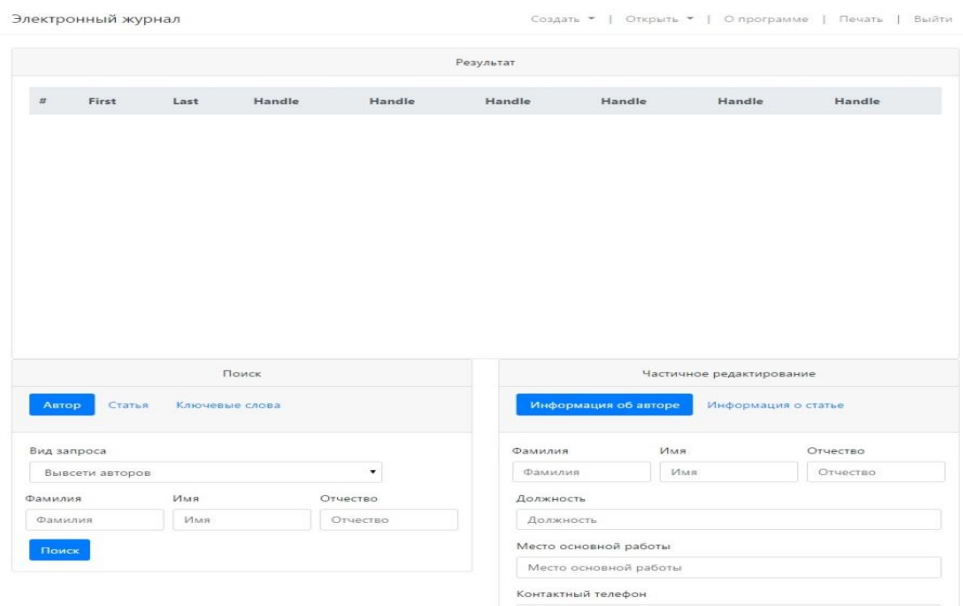 Электронный журнал Создать | Открыть | О программе | Печать | Выйти
Результат
# First Last Handle Handle Handle Handle Handle Handle
Поиск
Автор Статья Ключевые слова
Вид запроса
Вывсети авторов
Фамилия Имя Отчество
Фамилия Имя Отчество
Поиск
Частичное редактирование
Информация об авторе Информация о статье
Фамилия Имя Отчество
Фамилия Имя Отчество
Должность
Должность
Место основной работы
Место основной работы
Контактный телефон